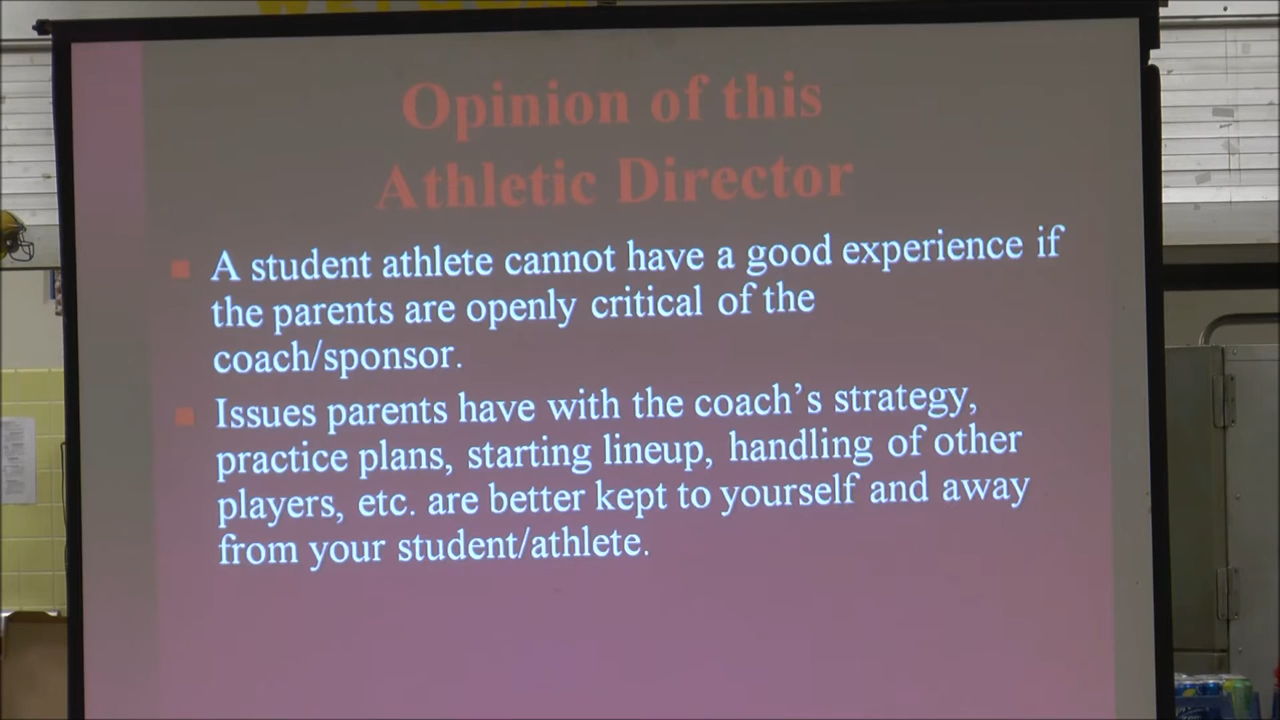 Opinion of this
Athletic Director
A student athlete cannot have a good experience if
the parents are openly critical of the
coach/sponsor.
Issues parents have with the coach's strategy,
practice plans, starting lineup, handling of other
players, etc. are better kept to yourself and away
from your student/athlete.